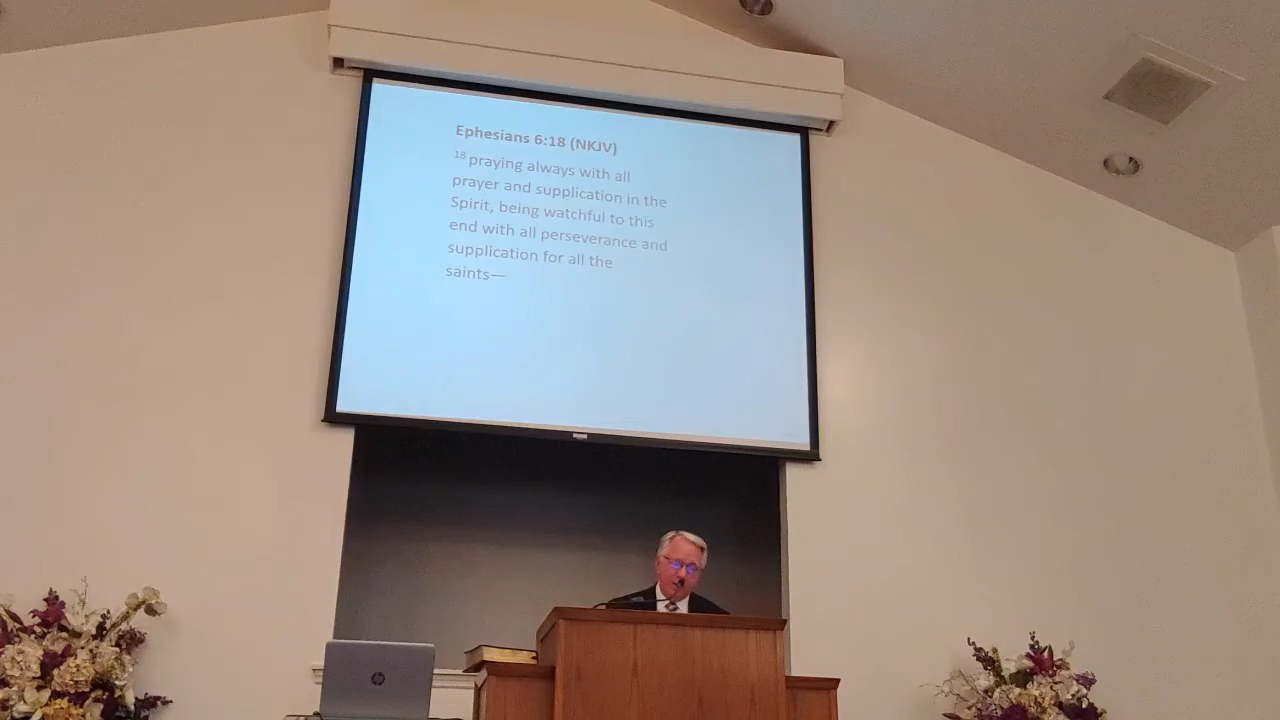 Ephesians 6:18 (NKJV)
18 praying always with all
prayer and supplication in the
Spirit, being watchful to this
end with all perseverance and
supplication for all the
saints—
hp